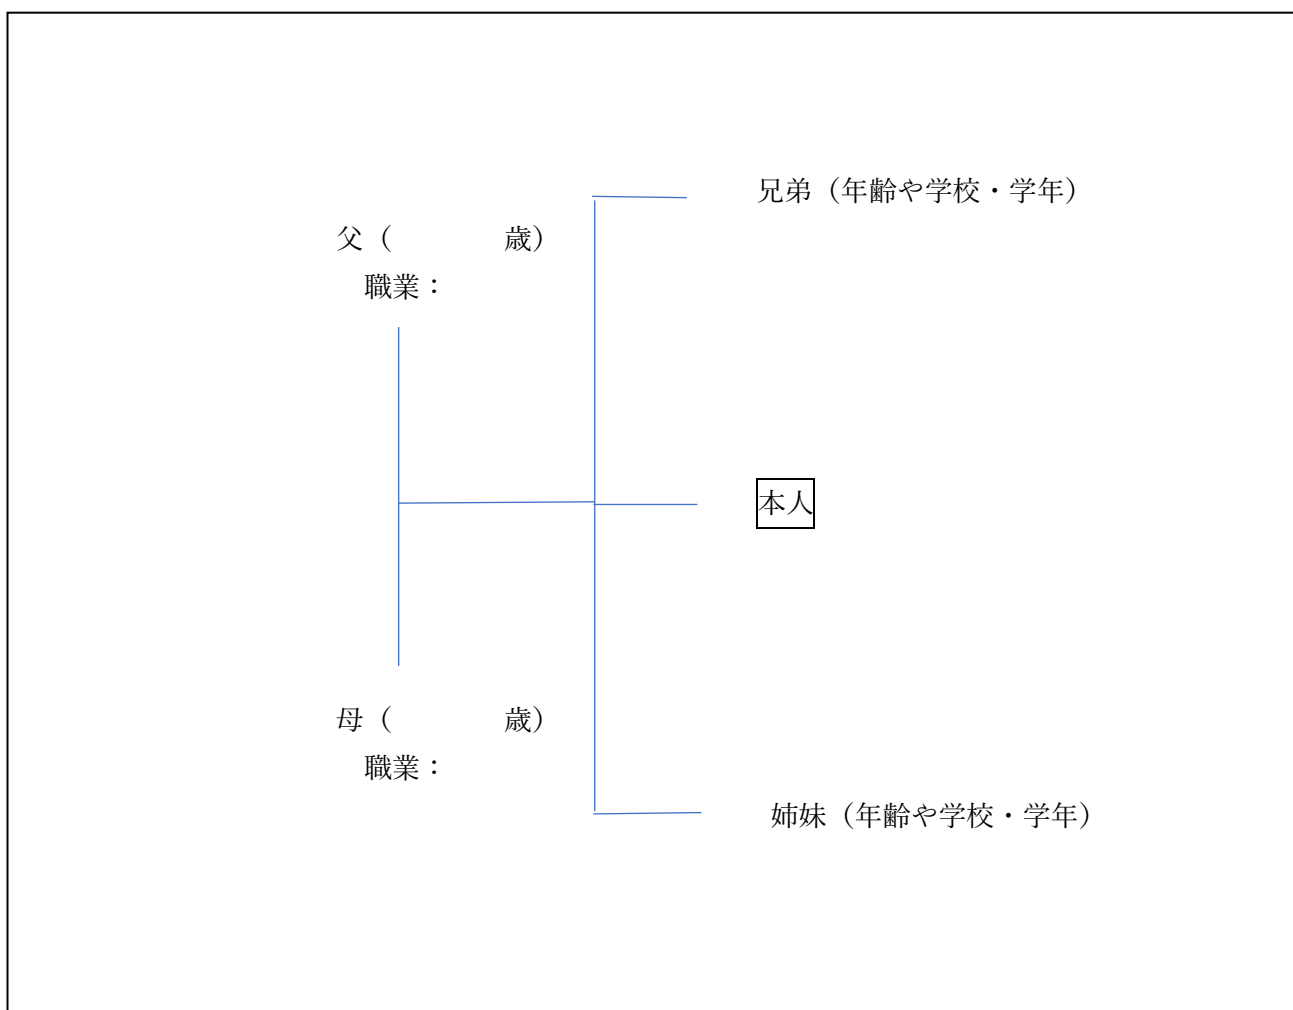 兄弟（年齢や学校・学年）
父（　　　　歳）
職業：
本人
母（　　　　歳）
職業：
姉妹（年齢や学校・学年）